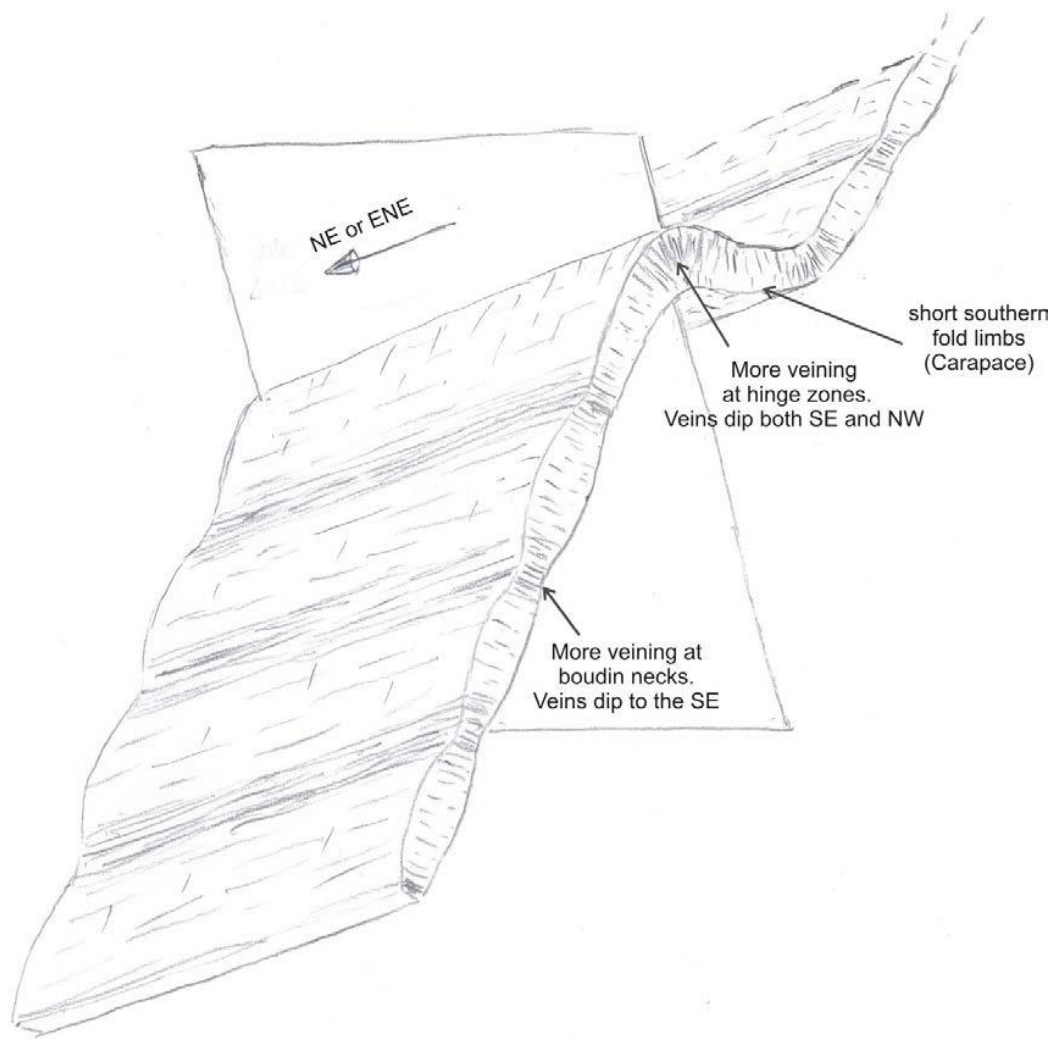 NE or ENE
short southern
fold limbs
(Carapace)
More veining
at hinge zones.
Veins dip both SE and NW
More veining at
boudin necks.
Veins dip to the SE